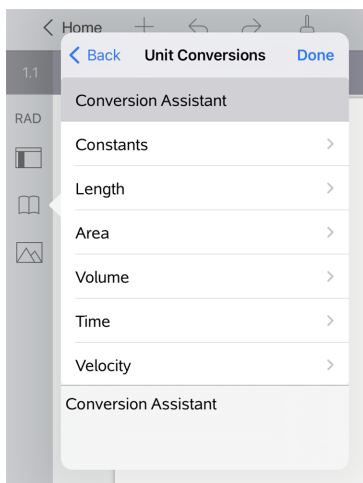 Home
Back Unit Conversions Done
1.1
Conversion Assistant
RAD
Constants
Length
Area
Volume
Time
Velocity
Conversion Assistant